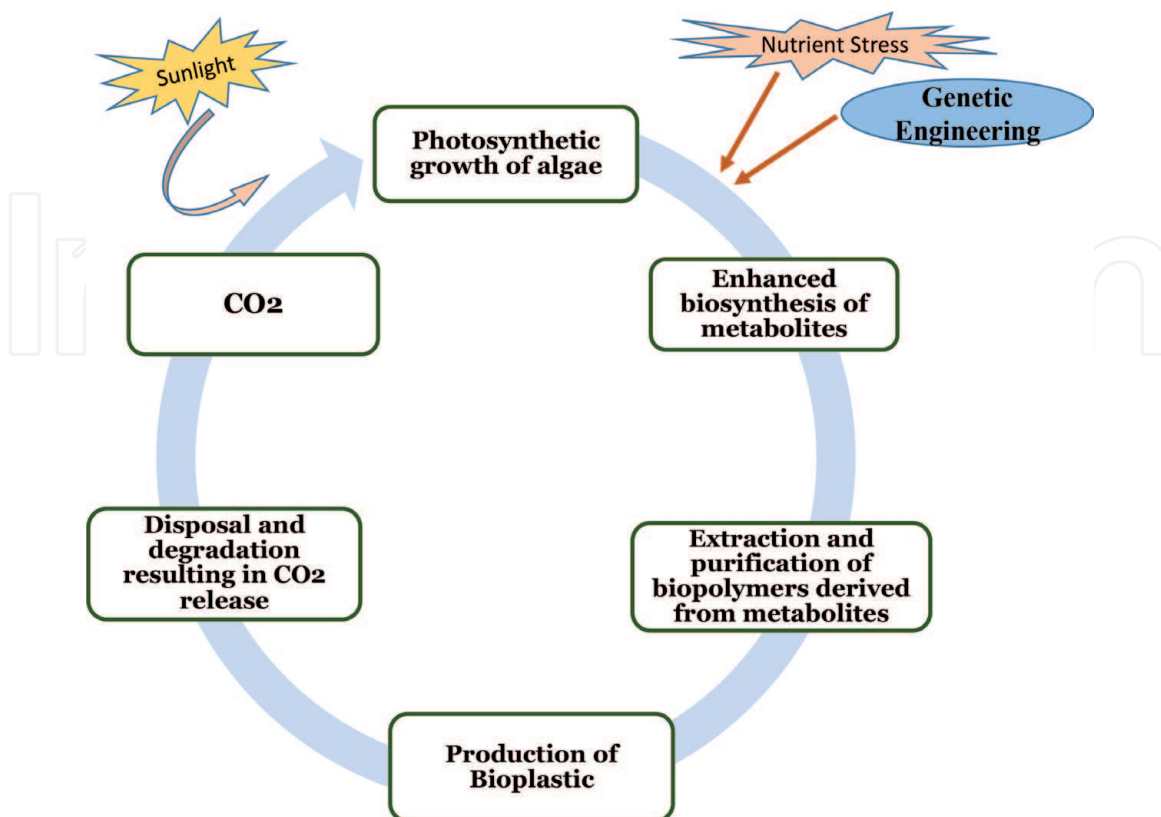 Sunlight
Nutrient Stress
Genetic
Engineering
Photosynthetic
growth of algae
Enhanced
biosynthesis of
metabolites
Extraction and
purification of
biopolymers derived
from metabolites
Production of
Bioplastic
Disposal and
degradation
resulting in CO2
release
CO2